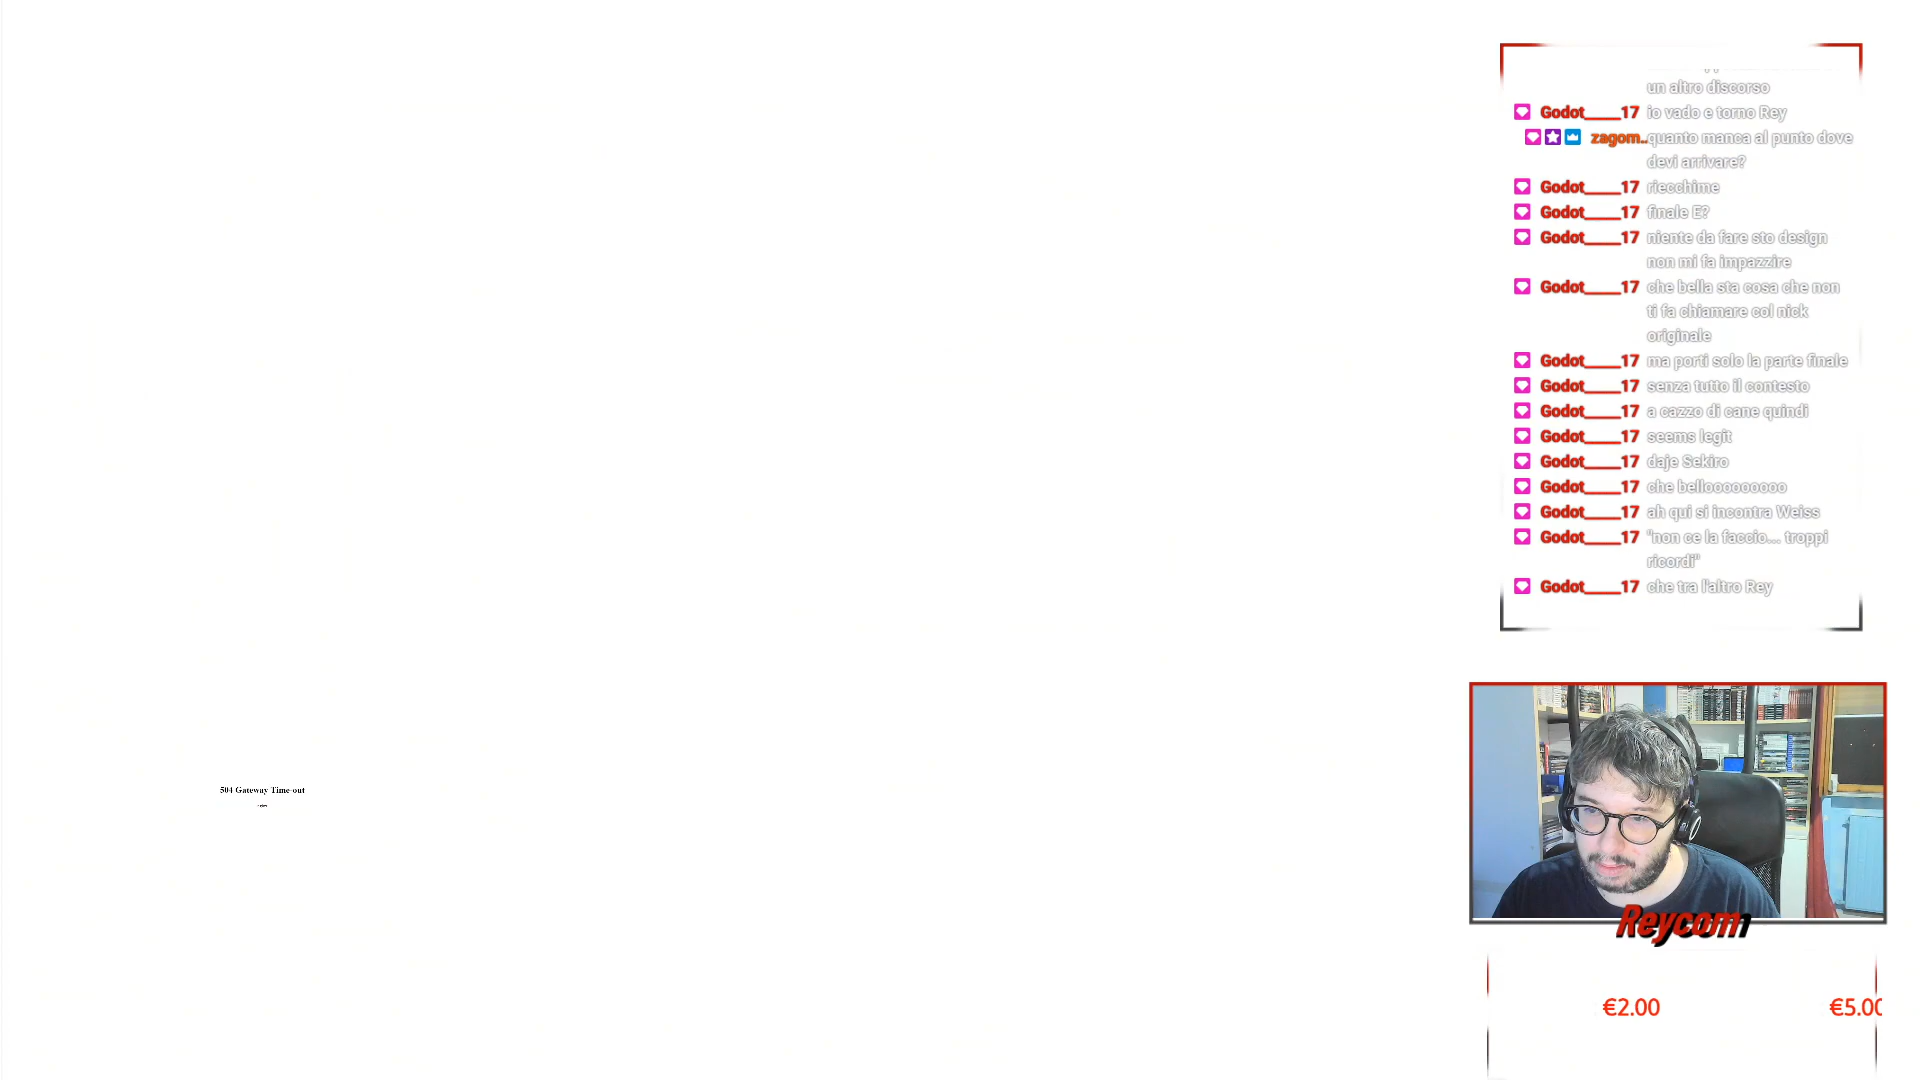 un altro discorso
Godot____17 io vado e torno Rey
zagom.. quanto manca al punto dove
devi arrivare?
Godot____17 riecchime
Godot____17 finale E?
Godot____17 niente da fare sto design
non mi fa impazzire
Godot____17 che bella sta cosa che non
ti fa chiamare col nick
originale
Godot____17 ma porti solo la parte finale
Godot____17 senza tutto il contesto
Godot____17 a cazzo di cane quindi
Godot____17 seems legit
Godot____17 daje Sekiro
Godot____17 che bellooooooooo
Godot____17 ah qui si incontra Weiss
Godot____17 "non ce la faccio... troppi
ricordi"
Godot____17 che tra l'altro Rey
504 Gateway Time-out
Reycom
€2.00
€5.00